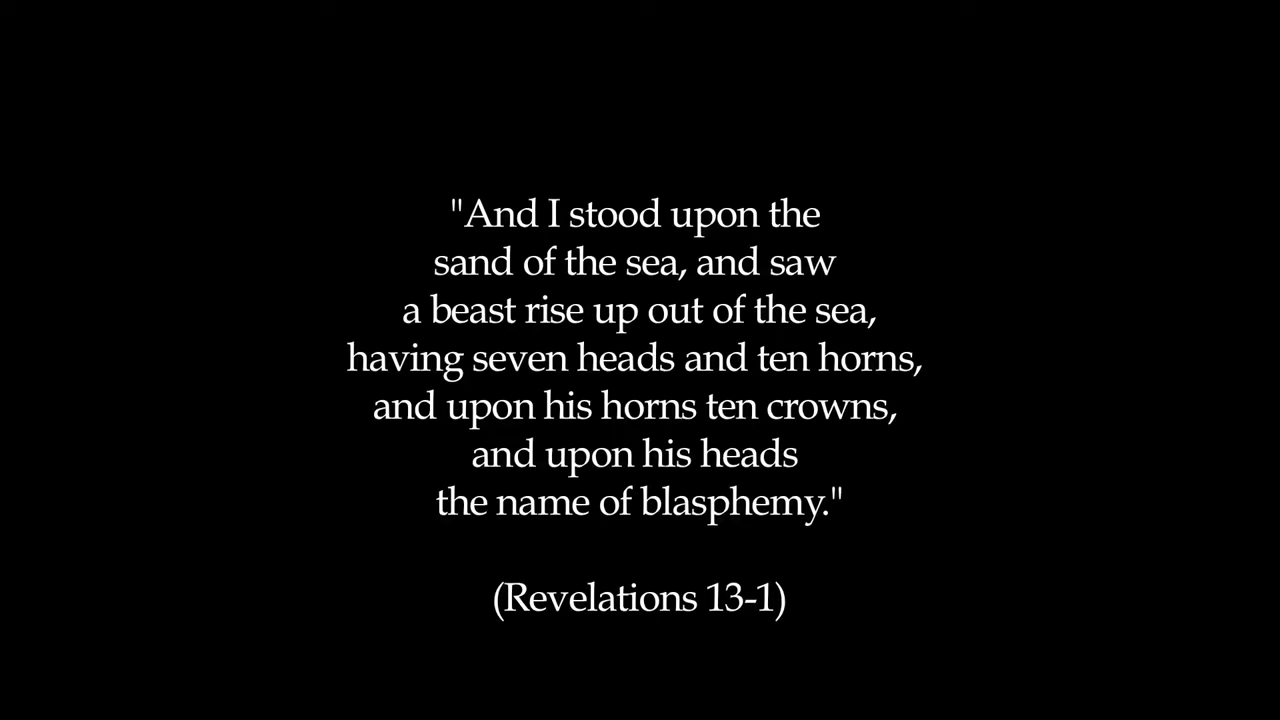 "And I stood upon the
sand of the sea, and saw
a beast rise up out of the sea,
having seven heads and ten horns,
and upon his horns ten crowns,
and upon his heads
the name of blasphemy."
(Revelations 13-1)